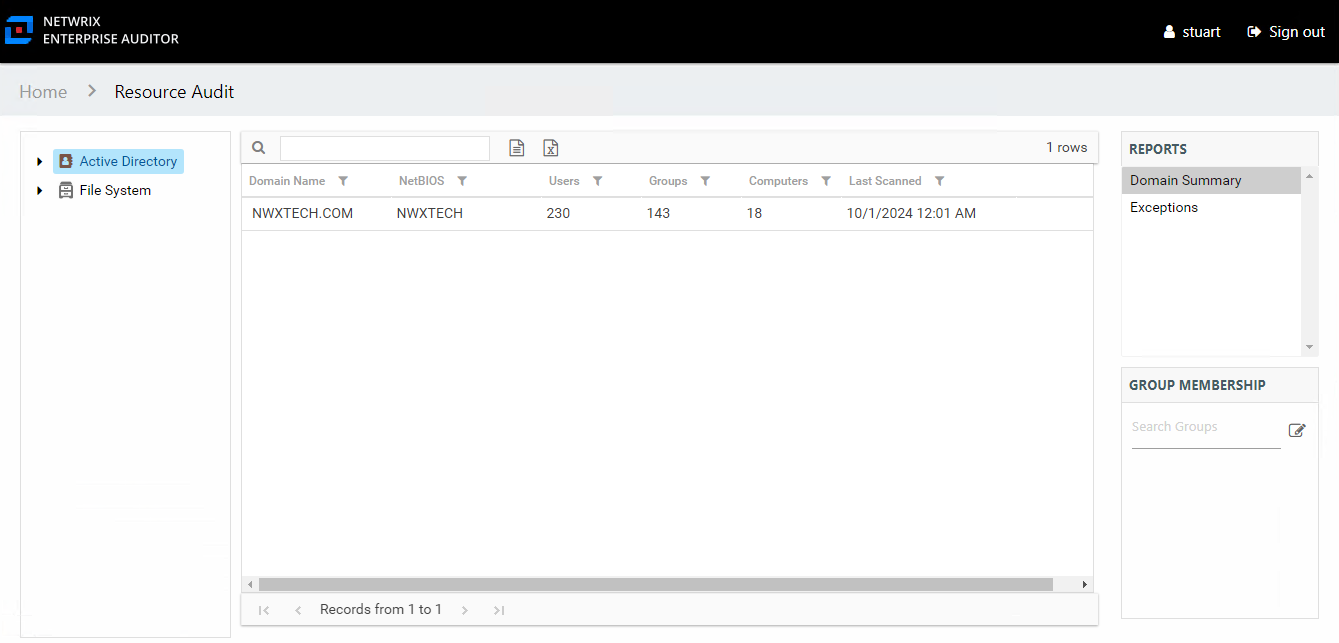 NETWRIX
ENTERPRISE AUDITOR
stuart
Sign out
Home
Resource Audit
Active Directory
File System
1 rows
Domain Name
NetBIOS
Users
Groups
Computers
Last Scanned
NWXTECH.COM
NWXTECH
230
143
18
10/1/2024 12:01 AM
Records from 1 to 1
REPORTS
Domain Summary
Exceptions
GROUP MEMBERSHIP
Search Groups